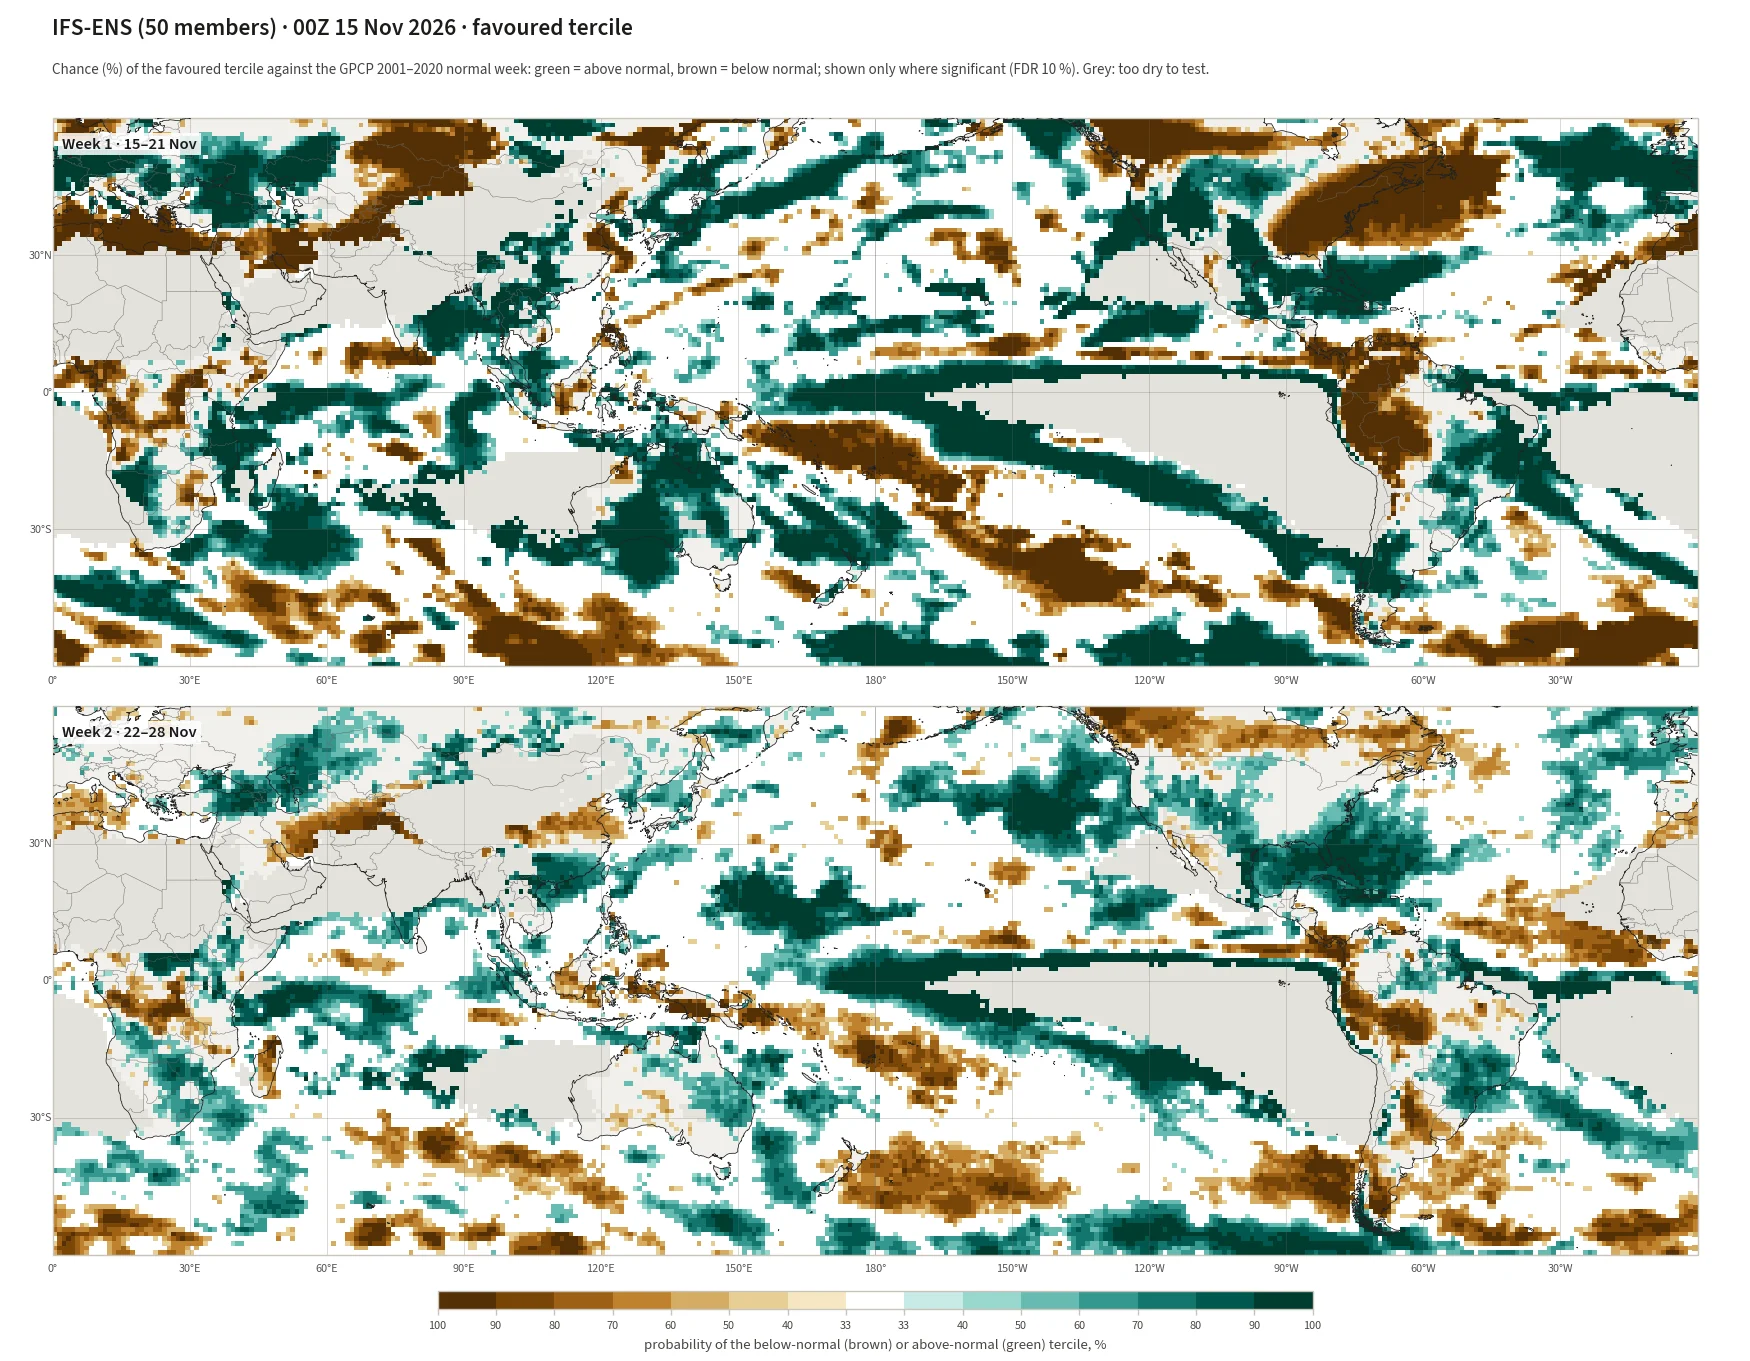 IFS-ENS (50 members) · 00Z 15 Nov 2026 · favoured tercile
Chance (%) of the favoured tercile against the GPCP 2001–2020 normal week: green = above normal, brown = below normal; shown only where significant (FDR 10 %). Grey: too dry to test.
Week 1 · 15–21 Nov
30°N
0°
30°S
0° 30°E 60°E 90°E 120°E 150°E 180° 150°W 120°W 90°W 60°W 30°W
Week 2 · 22–28 Nov
30°N
0°
30°S
0° 30°E 60°E 90°E 120°E 150°E 180° 150°W 120°W 90°W 60°W 30°W
100 90 80 70 60 50 40 33 33 40 50 60 70 80 90 100
probability of the below-normal (brown) or above-normal (green) tercile, %